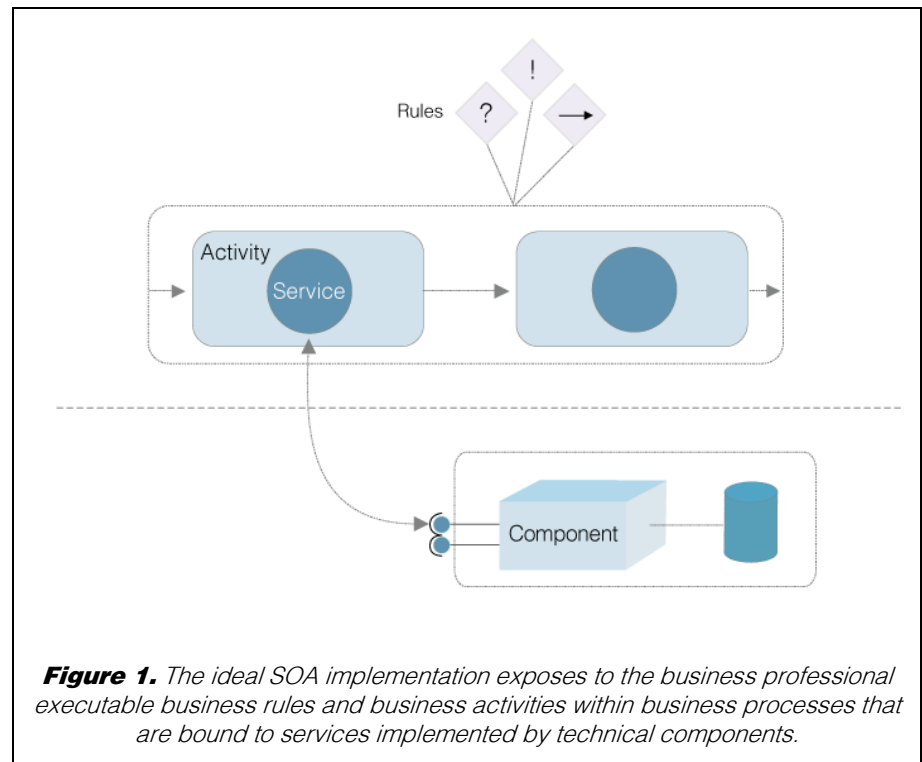 !
Rules
?
Activity
Service
Component
Figure 1. The ideal SOA implementation exposes to the business professional
executable business rules and business activities within business processes that
are bound to services implemented by technical components.